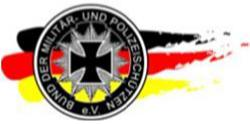 BUND DER MILITÄR- UND POLIZEISCHÜTZEN
e.V.